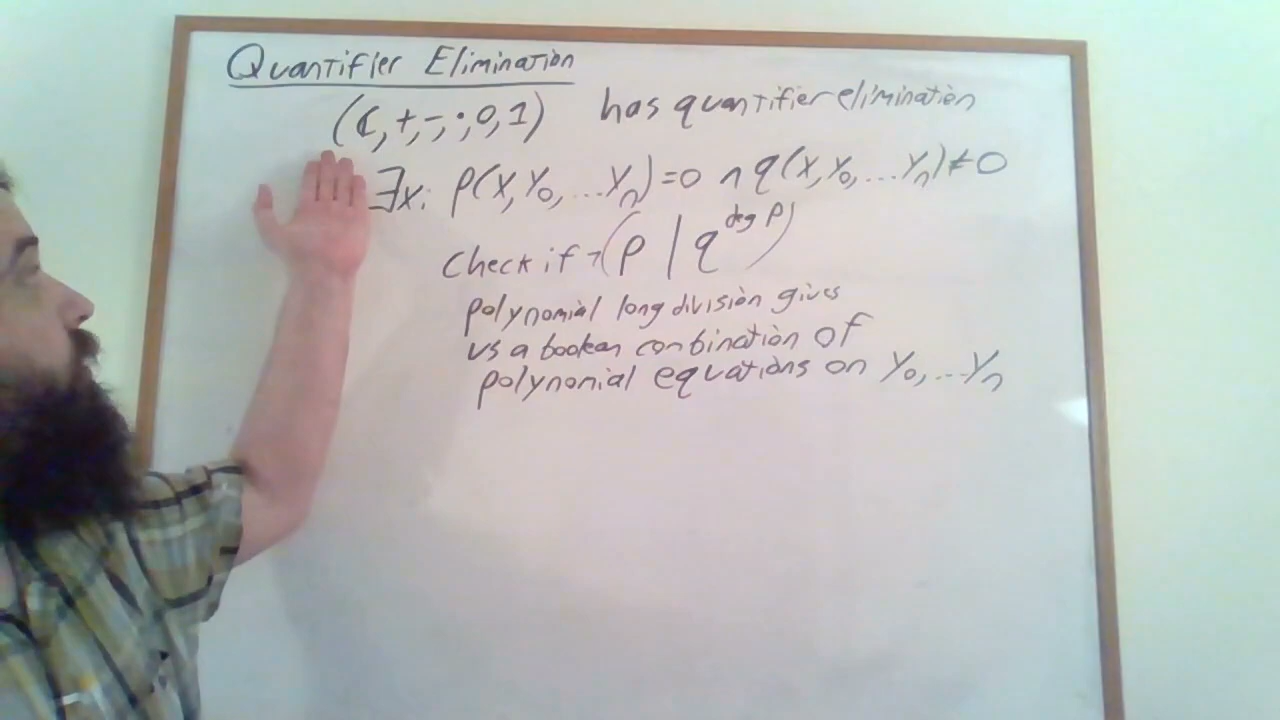 Quantifier Elimination
(ℂ,+,-,·,0,1) has quantifier elimination
∃x: p(x,y₀,...yₙ)=0 ∧ q(x,y₀,...yₙ)≠0
Check if ¬(p | q^deg p)
polynomial long division gives
us a boolean combination of
polynomial equations on y₀,...yₙ